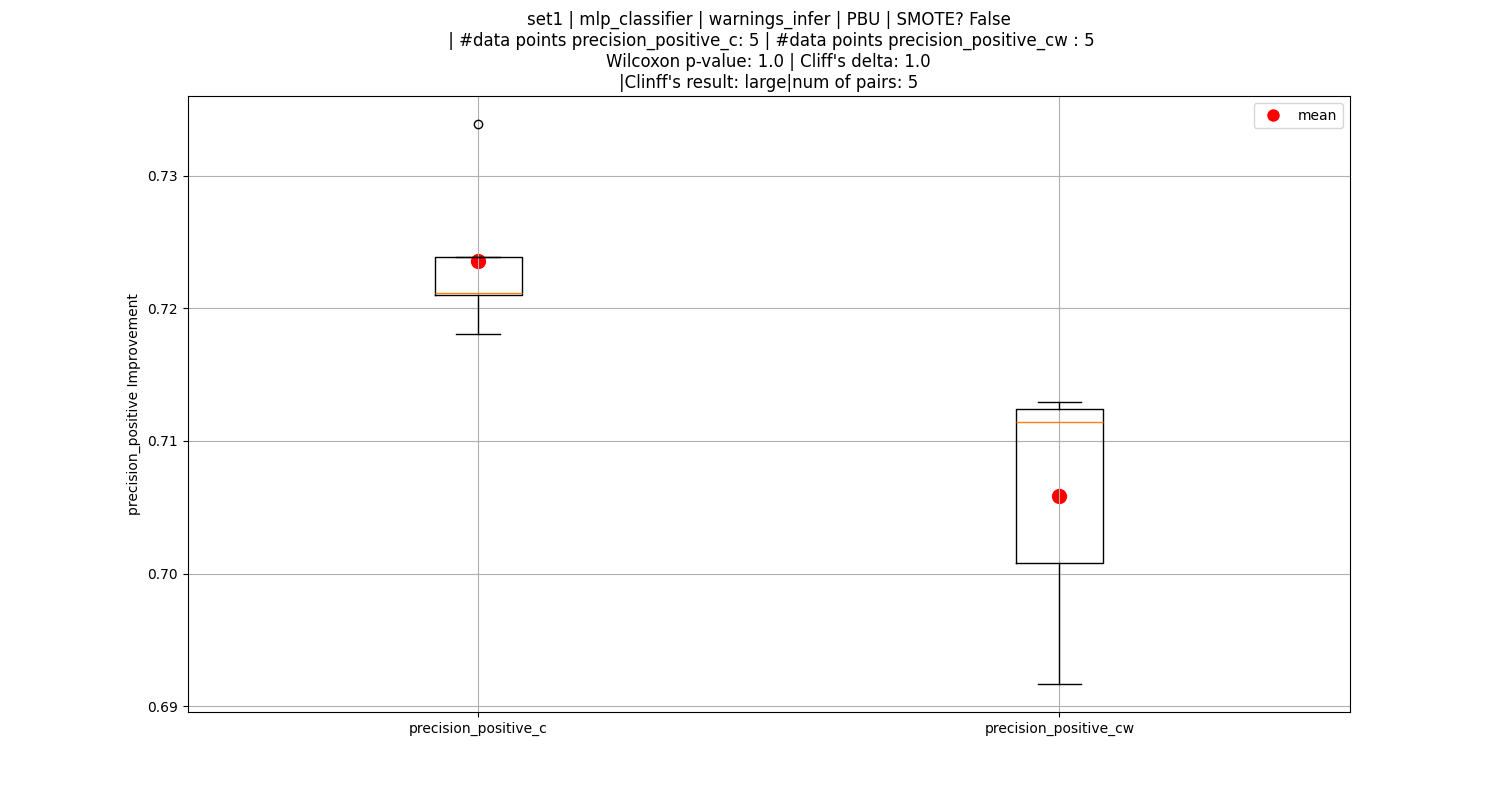 set1 | mlp_classifier | warnings_infer | PBU | SMOTE? False
| #data points precision_positive_c: 5 | #data points precision_positive_cw : 5
Wilcoxon p-value: 1.0 | Cliff's delta: 1.0
|Clinff's result: large|num of pairs: 5
mean
0.73
0.72
0.71
0.70
0.69
precision_positive Improvement
precision_positive_c
precision_positive_cw